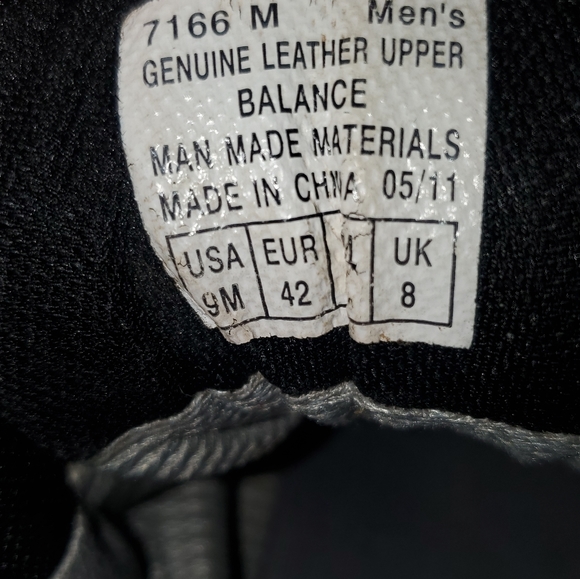 7166 M Men's
GENUINE LEATHER UPPER
BALANCE
MAN MADE MATERIALS
MADE IN CHINA 05/11
USA EUR UK
9M 42 8